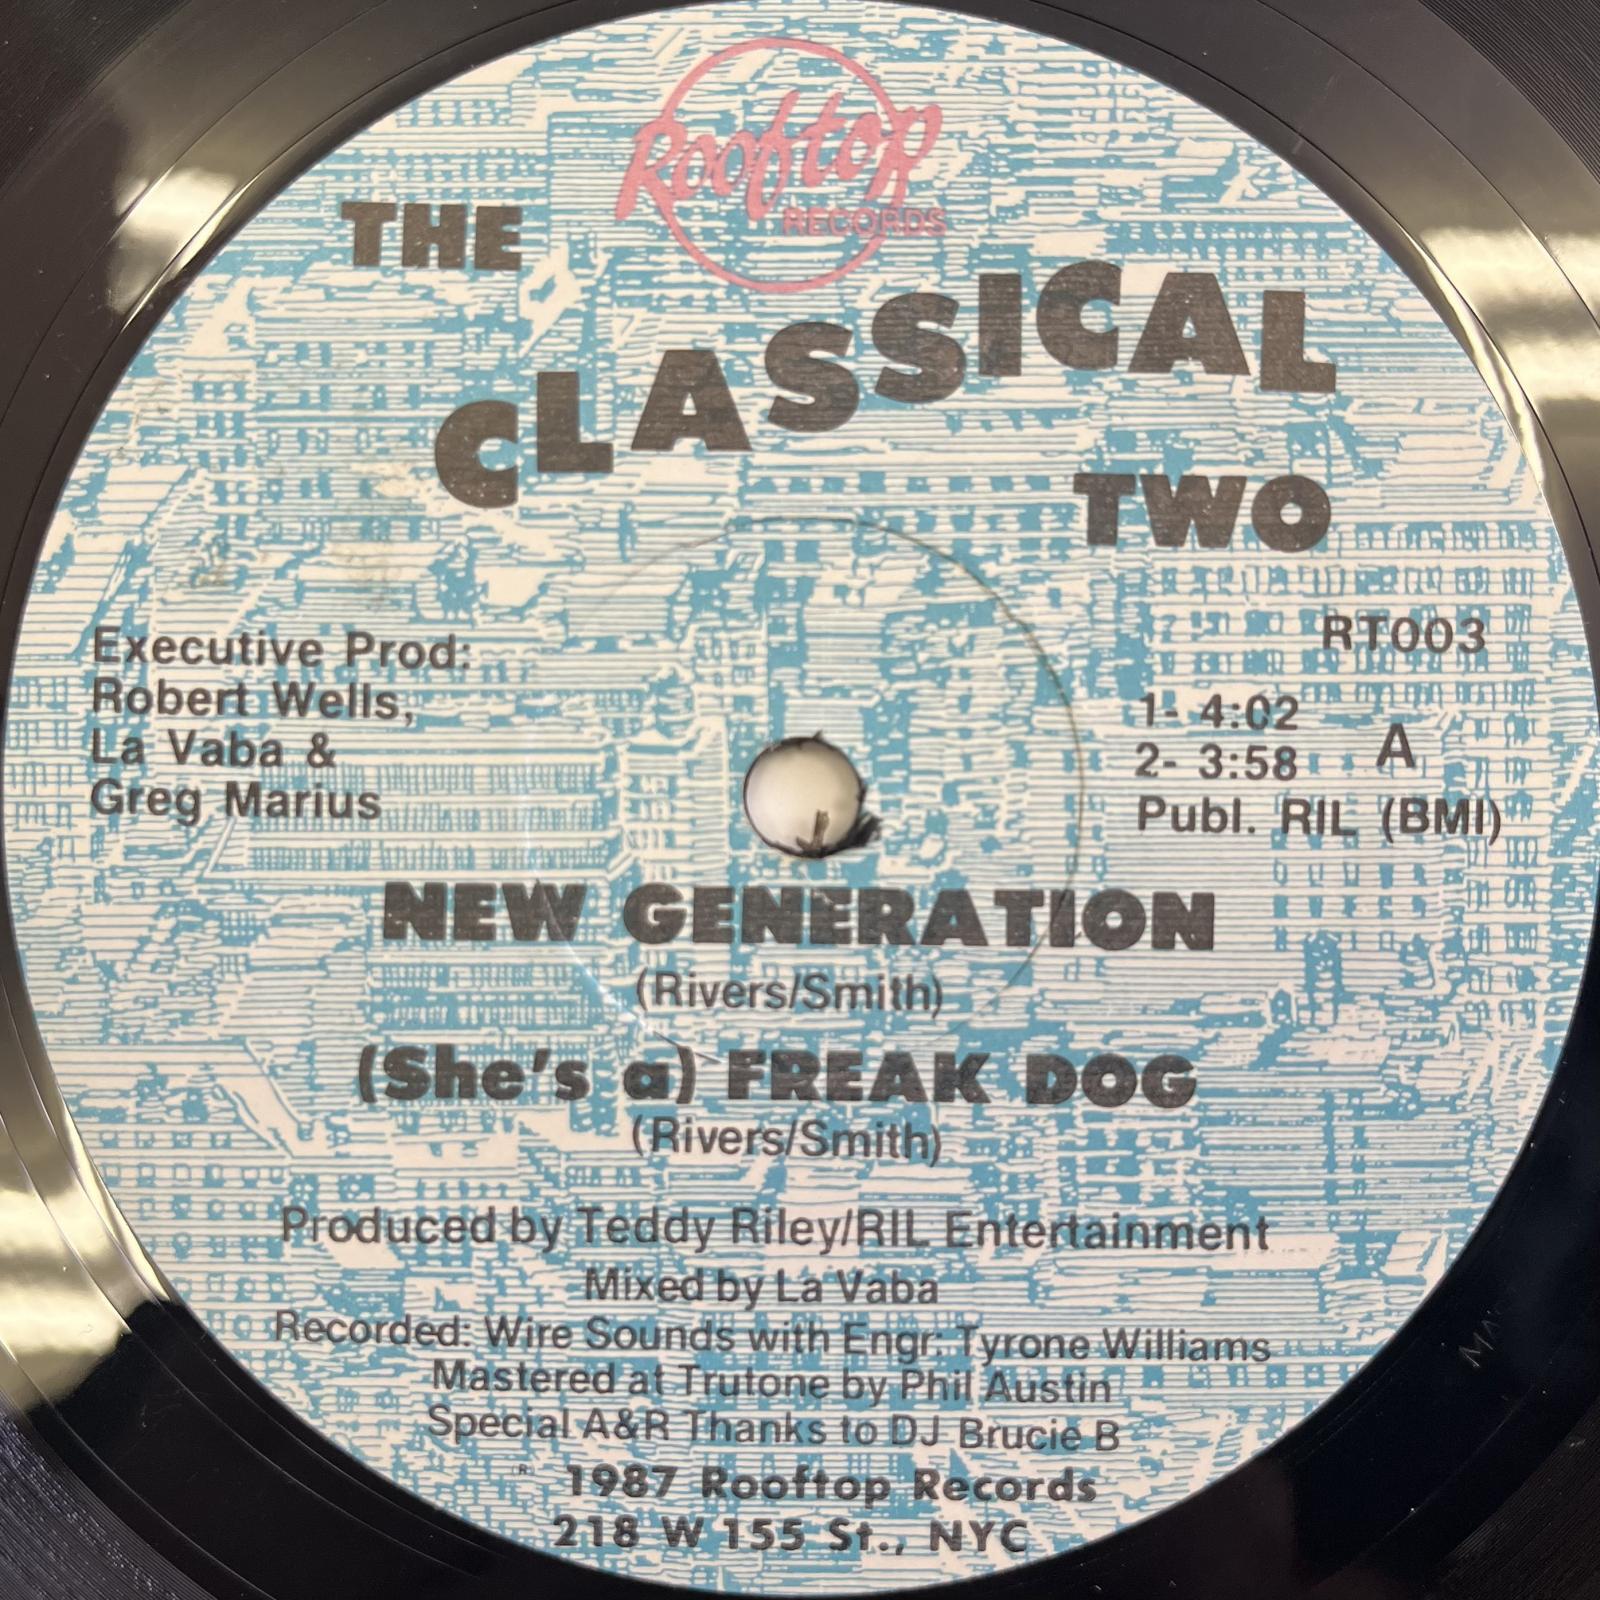 Rooftop
RECORDS
THE
CLASSICAL
TWO
RT003
Executive Prod:
Robert Wells,
La Vaba &
Greg Marius
1- 4:02
2- 3:58
A
Publ. RIL (BMI)
NEW GENERATION
(Rivers/Smith)
(She's a) FREAK DOG
(Rivers/Smith)
Produced by Teddy Riley/RIL Entertainment
Mixed by La Vaba
Recorded: Wire Sounds with Engr: Tyrone Williams
Mastered at Trutone by Phil Austin
Special A&R Thanks to DJ Brucie B
℗ 1987 Rooftop Records
218 W 155 St., NYC